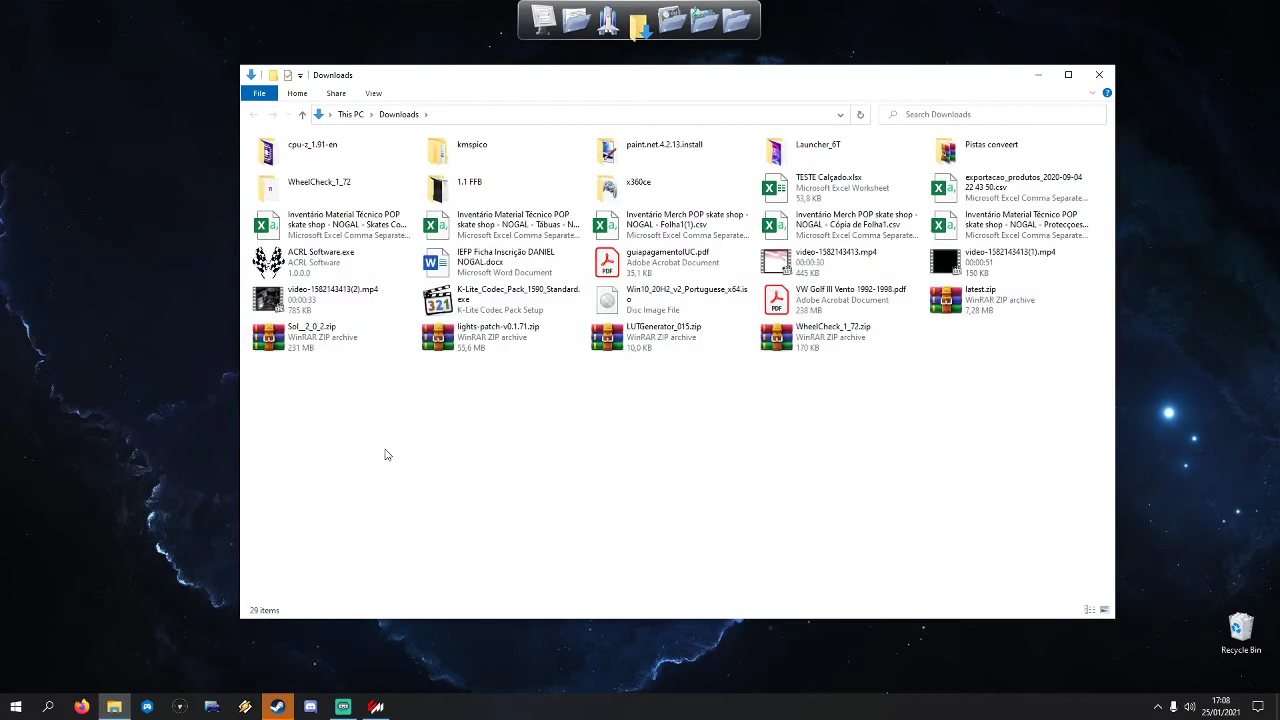 Downloads
File Home Share View
This PC Downloads
Search Downloads
cpu-z_1.91-en
kmspico
paint.net.4.2.13.install
Launcher_6T
Pistas conveert
WheelCheck_1_72
1.1 FFB
x360ce
TESTE Calçado.xlsx
Microsoft Excel Worksheet
53,8 KB
exportacao_produtos_2020-09-04
22 43 50.csv
Microsoft Excel Comma Separate...
Inventário Material Técnico POP
skate shop - NOGAL - Skates Co...
Microsoft Excel Comma Separate...
Inventário Material Técnico POP
skate shop - NOGAL - Tábuas - N...
Microsoft Excel Comma Separate...
Inventário Merch POP skate shop -
NOGAL - Folha1(1).csv
Microsoft Excel Comma Separate...
Inventário Merch POP skate shop -
NOGAL - Cópia de Folha1.csv
Microsoft Excel Comma Separate...
Inventário Material Técnico POP
skate shop - NOGAL - Protecçoes...
Microsoft Excel Comma Separate...
ACRL Software.exe
ACRL Software
1.0.0.0
IEFP Ficha Inscrição DANIEL
NOGAL.docx
Microsoft Word Document
guiapagamentoIUC.pdf
Adobe Acrobat Document
35,1 KB
video-1582143413.mp4
00:00:30
445 KB
video-1582143413(1).mp4
00:00:51
150 KB
video-1582143413(2).mp4
00:00:33
785 KB
K-Lite_Codec_Pack_1590_Standard.
exe
K-Lite Codec Pack Setup
Win10_20H2_v2_Portuguese_x64.is
o
Disc Image File
VW Golf III Vento 1992-1998.pdf
Adobe Acrobat Document
238 MB
latest.zip
WinRAR ZIP archive
7,28 MB
Sol__2_0_2.zip
WinRAR ZIP archive
231 MB
lights-patch-v0.1.71.zip
WinRAR ZIP archive
55,6 MB
LUTGenerator_015.zip
WinRAR ZIP archive
10,0 KB
WheelCheck_1_72.zip
WinRAR ZIP archive
170 KB
29 items
Recycle Bin
17:08
25/01/2021